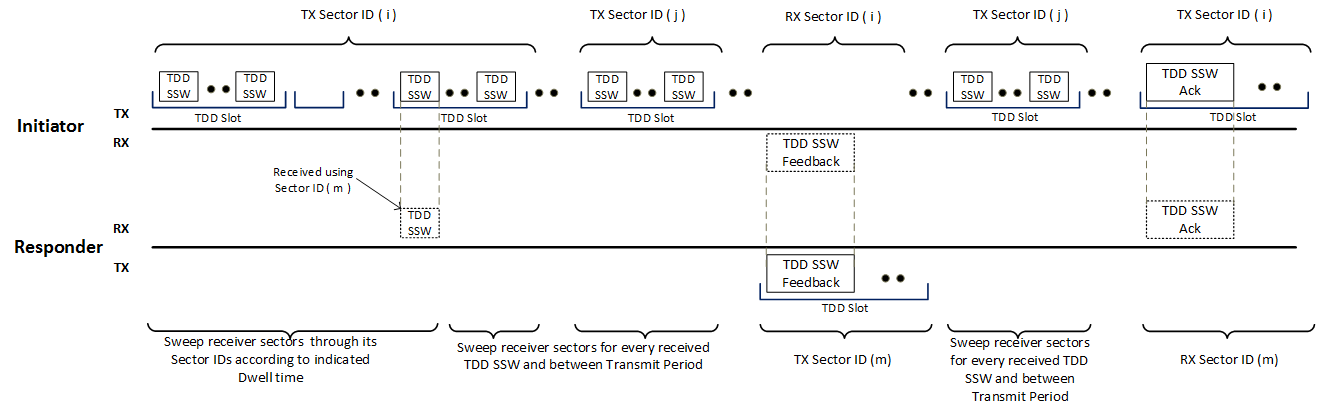 TX Sector ID ( i )
TX Sector ID ( j )
RX Sector ID ( i )
TX Sector ID ( j )
TX Sector ID ( i )
TDD
SSW
TDD
SSW
TDD
SSW
TDD
SSW
TDD
SSW
TDD
SSW
TDD
SSW
TDD
SSW
TDD SSW
Ack
TX
TDD Slot
TDD Slot
TDD Slot
TDD Slot
TDD Slot
Initiator
RX
TDD SSW
Feedback
Received using
Sector ID ( m )
TDD
SSW
TDD SSW
Ack
RX
Responder
TX
TDD SSW
Feedback
TDD Slot
Sweep receiver sectors through its
Sector IDs according to indicated
Dwell time
Sweep receiver sectors for every received
TDD SSW and between Transmit Period
TX Sector ID (m)
Sweep receiver sectors
for every received TDD
SSW and between
Transmit Period
RX Sector ID (m)